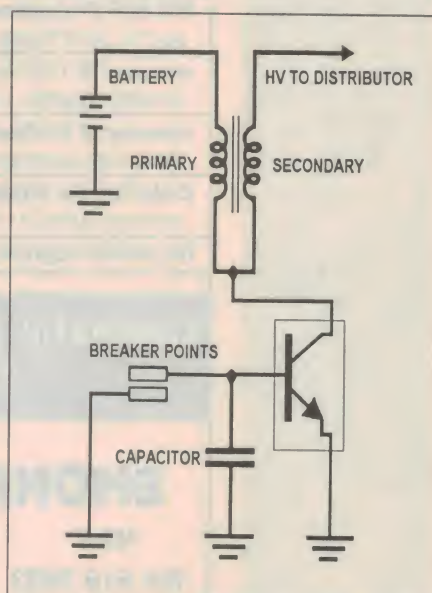 BATTERY
HV TO DISTRIBUTOR
PRIMARY
SECONDARY
BREAKER POINTS
CAPACITOR